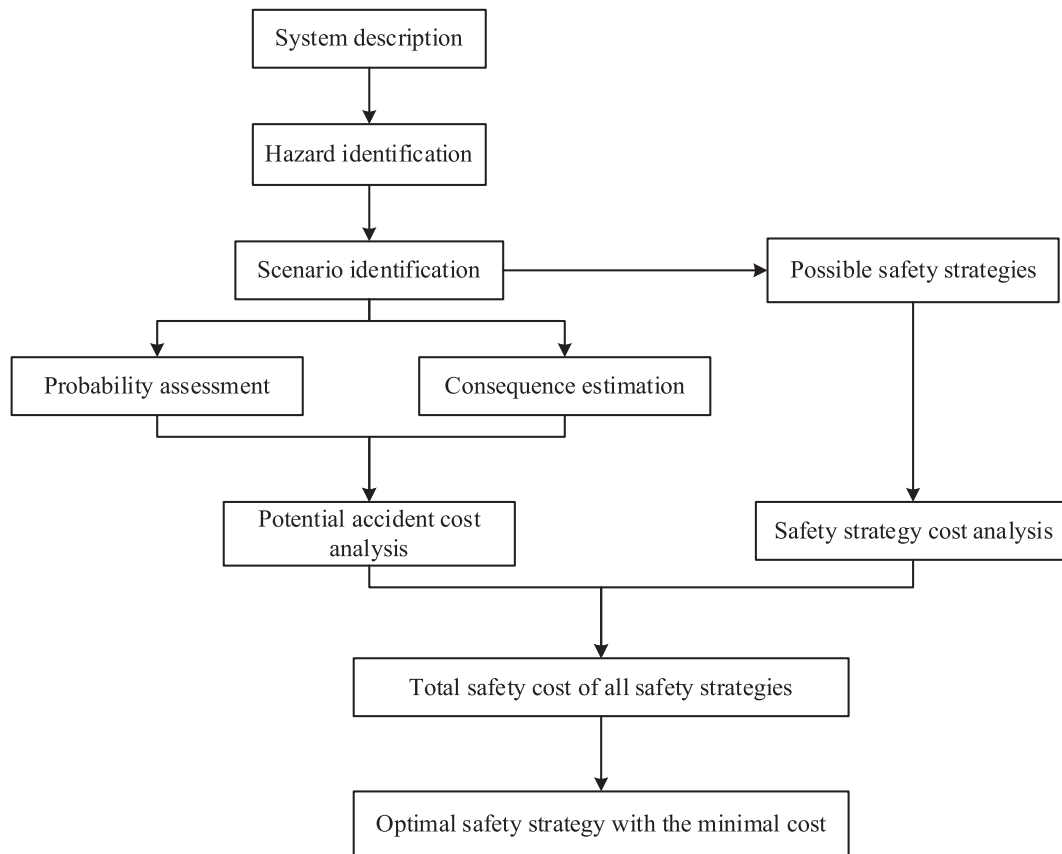 System description
Hazard identification
Scenario identification
Possible safety strategies
Probability assessment
Consequence estimation
Potential accident cost
analysis
Safety strategy cost analysis
Total safety cost of all safety strategies
Optimal safety strategy with the minimal cost